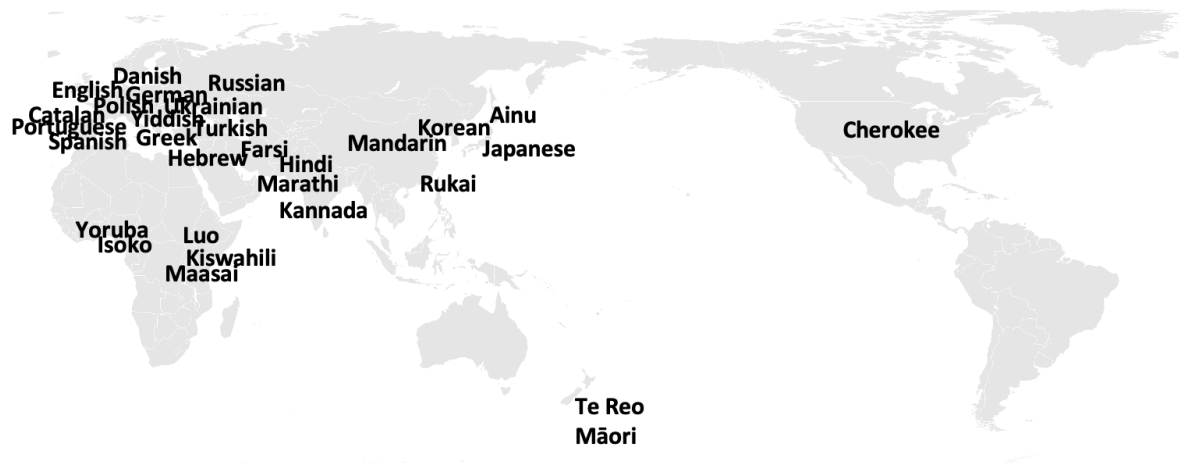 Danish
Russian
English
German
Polish
Ukrainian
Catalan
Yiddish
Ainu
Portuguese
Turkish
Korean
Cherokee
Spanish
Greek
Mandarin
Japanese
Hebrew
Farsi
Hindi
Marathi
Rukai
Kannada
Yoruba
Luo
Isoko
Kiswahili
Maasai
Te Reo
Māori